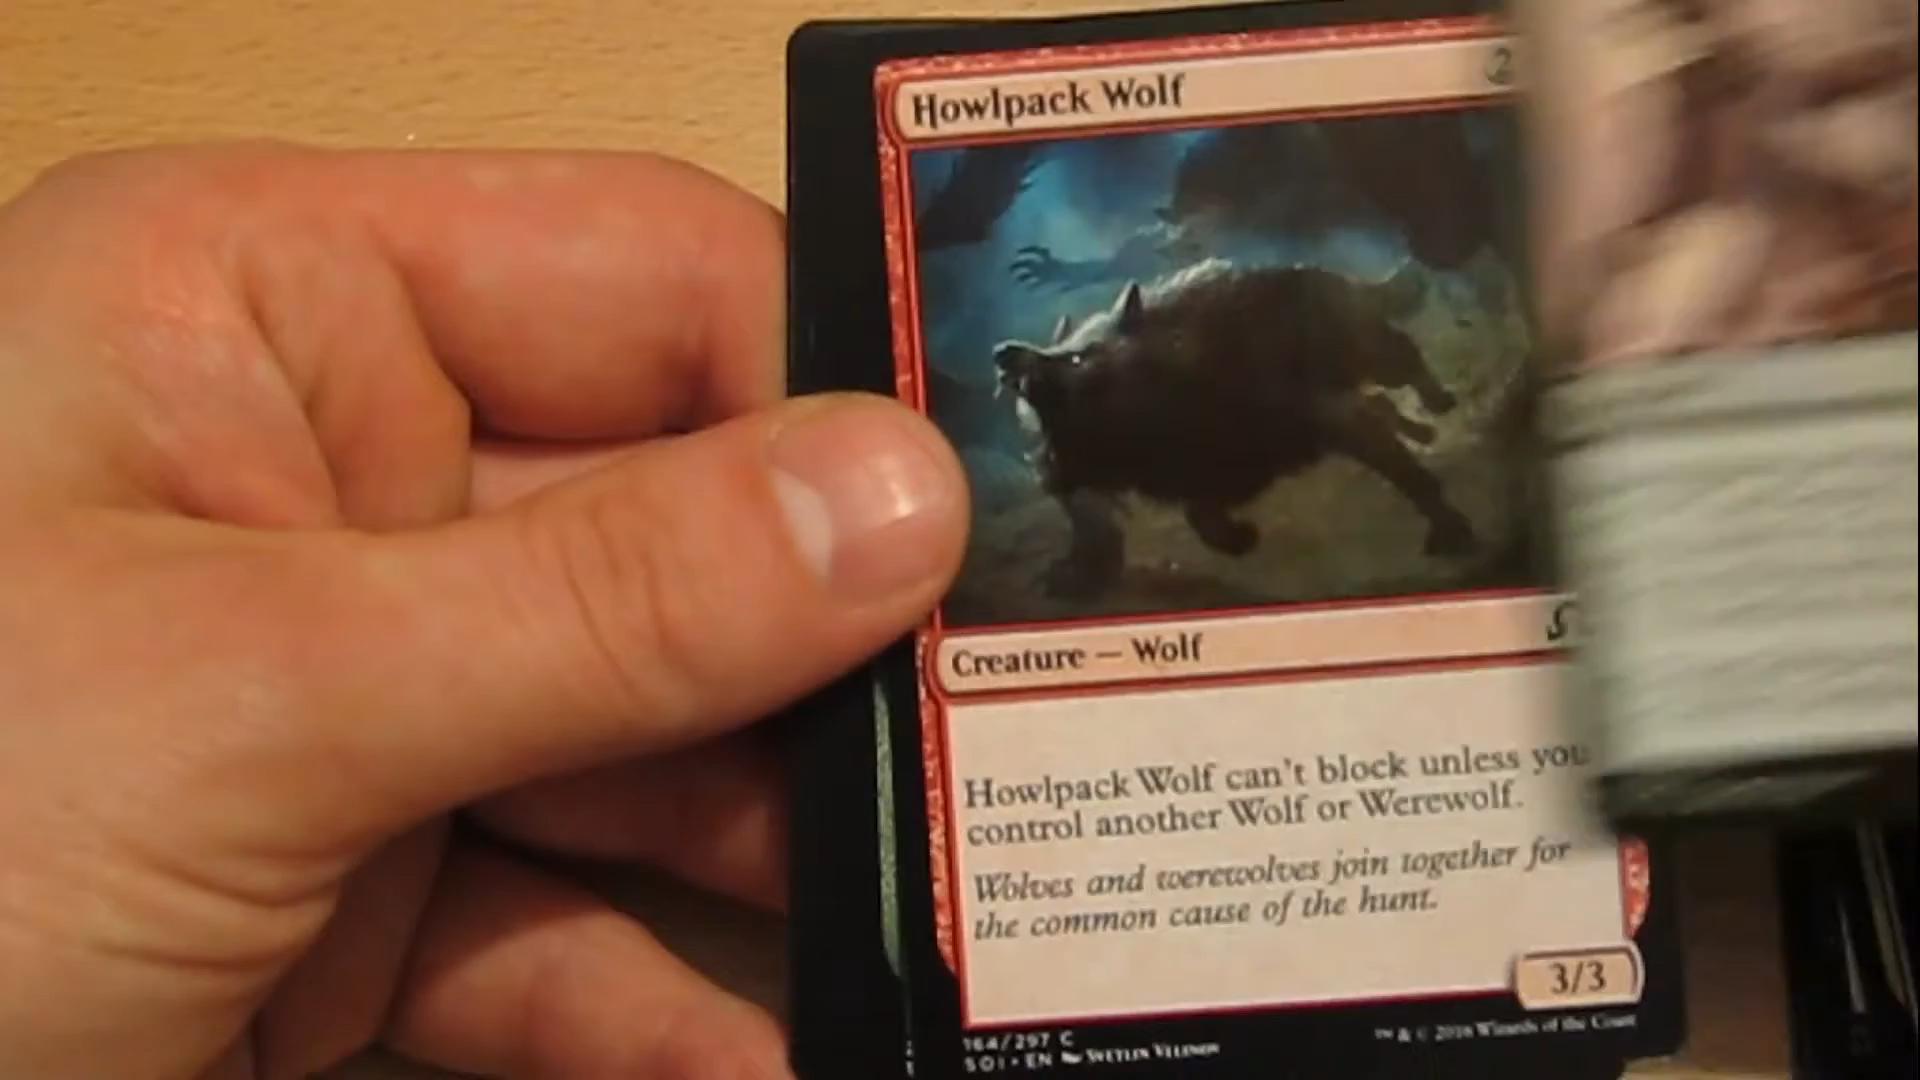 Howlpack Wolf 2
Creature — Wolf
Howlpack Wolf can't block unless you
control another Wolf or Werewolf.
Wolves and werewolves join together for
the common cause of the hunt.
3/3
164/297 C
SOI • EN Svetlin Velinov
™ & © 2016 Wizards of the Coast